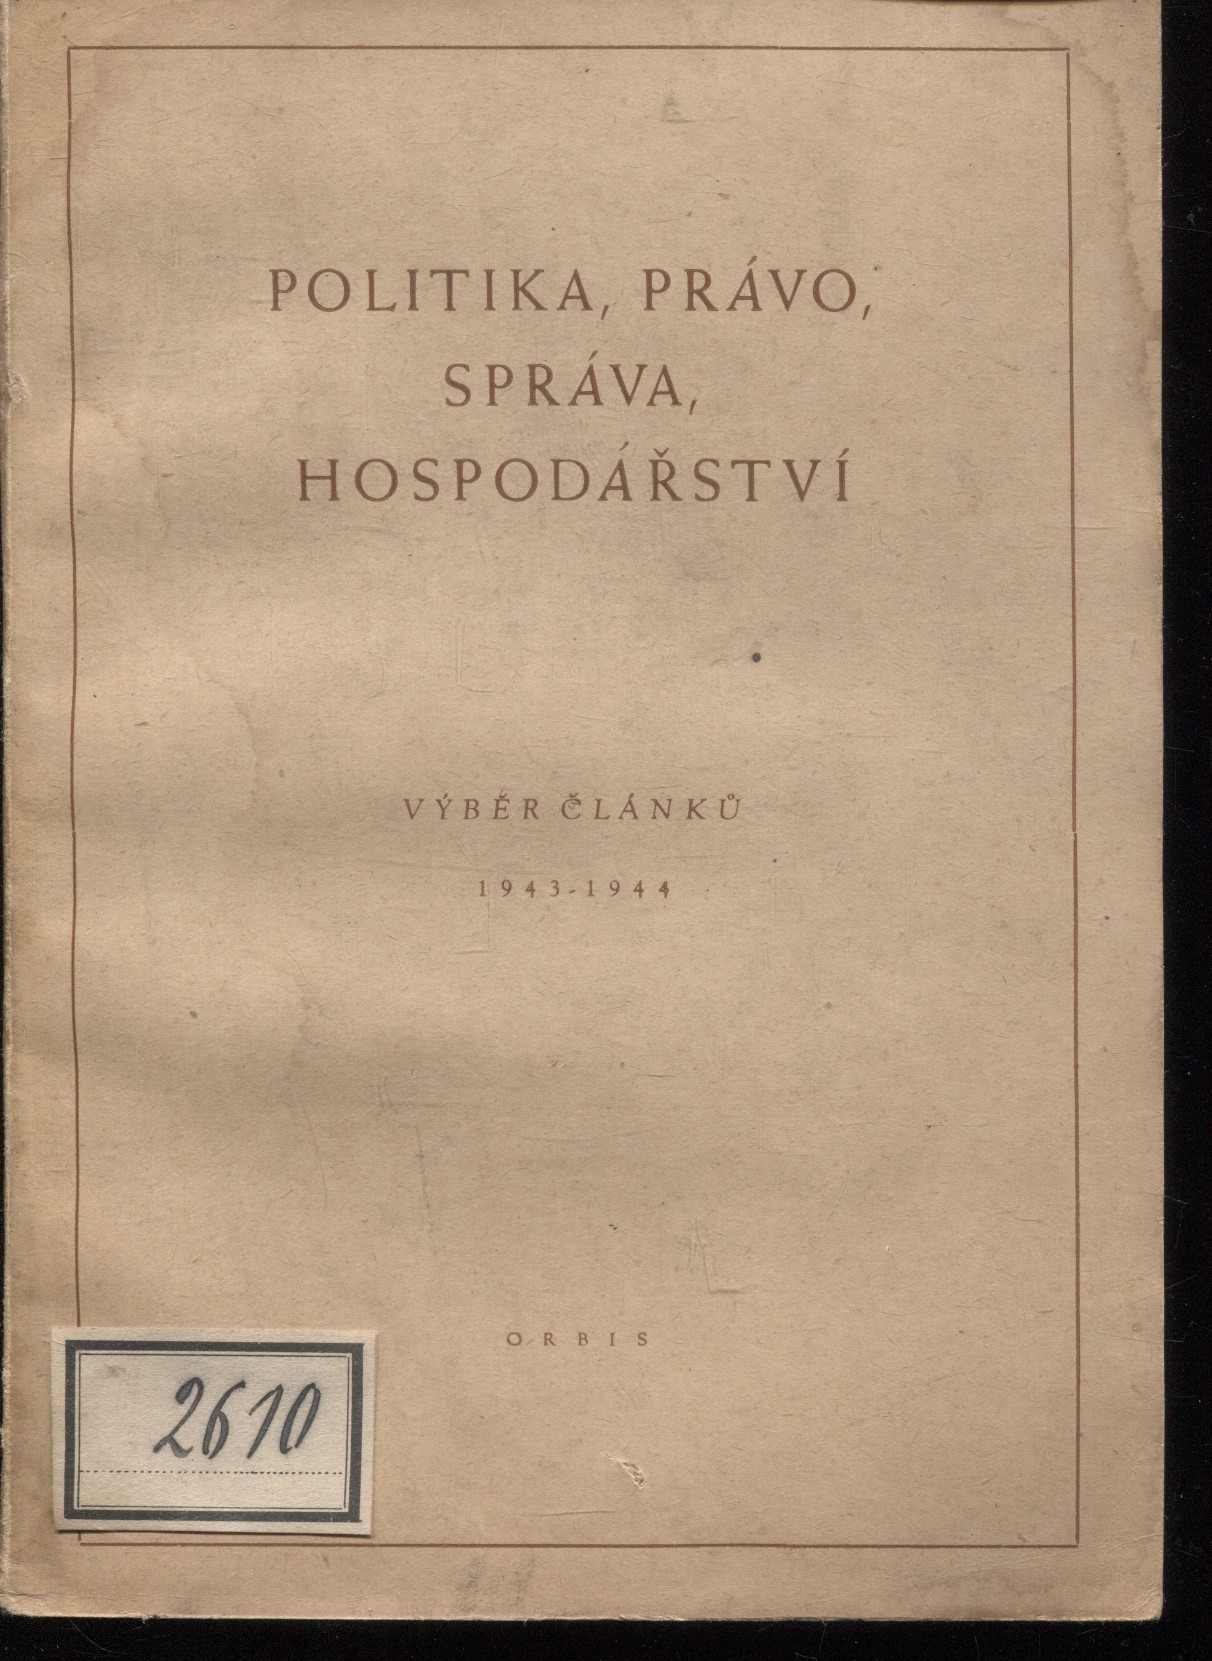 POLITIKA, PRÁVO,
SPRÁVA,
HOSPODÁŘSTVÍ
VÝBĚR ČLÁNKŮ
1943-1944
ORBIS
2610